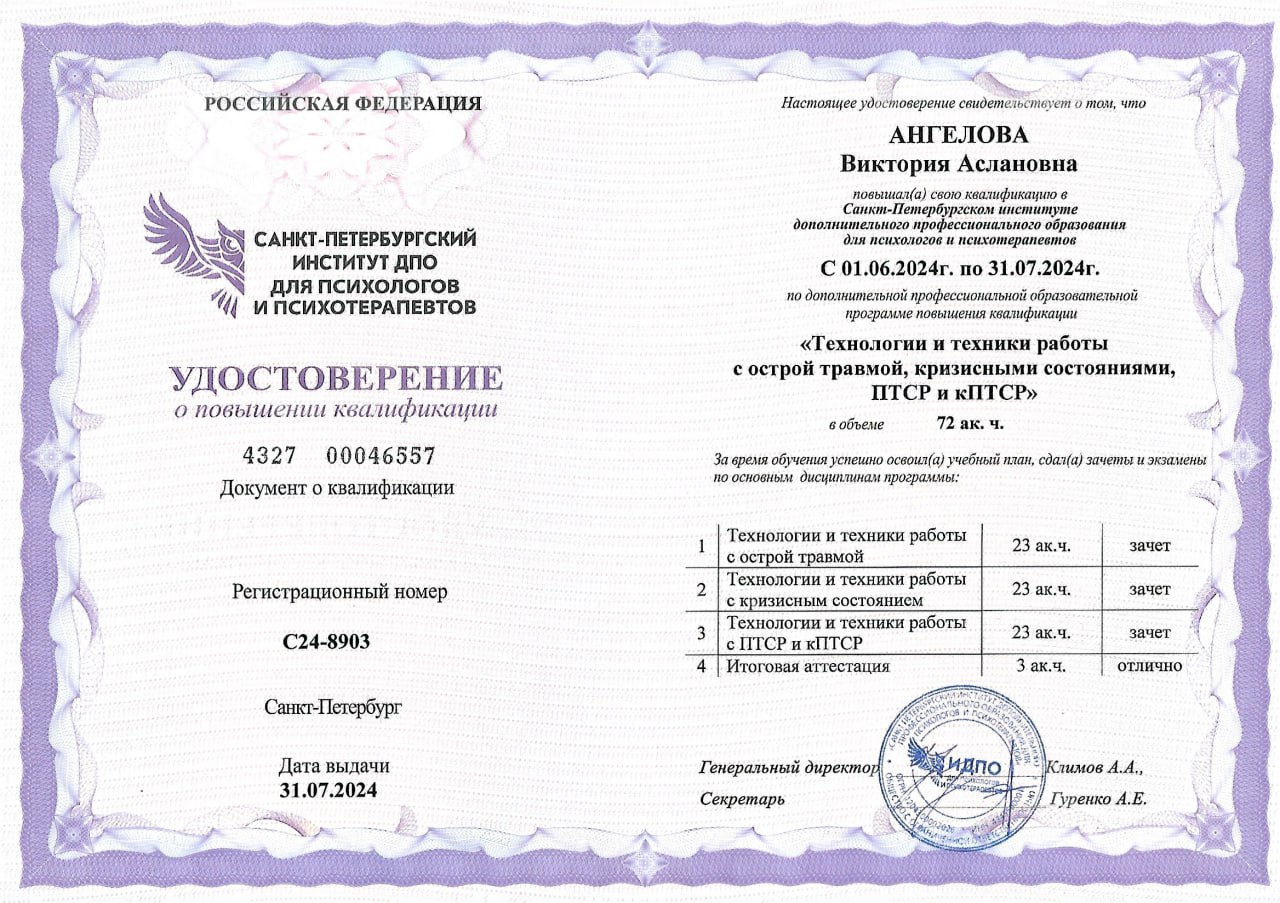 РОССИЙСКАЯ ФЕДЕРАЦИЯ
САНКТ-ПЕТЕРБУРГСКИЙ
ИНСТИТУТ ДПО
ДЛЯ ПСИХОЛОГОВ
И ПСИХОТЕРАПЕВТОВ
УДОСТОВЕРЕНИЕ
о повышении квалификации
4327 00046557
Документ о квалификации
Регистрационный номер
С24-8903
Санкт-Петербург
Дата выдачи
31.07.2024
Настоящее удостоверение свидетельствует о том, что
АНГЕЛОВА
Виктория Аслановна
повышал(а) свою квалификацию в
Санкт-Петербургском институте
дополнительного профессионального образования
для психологов и психотерапевтов
С 01.06.2024г. по 31.07.2024г.
по дополнительной профессиональной образовательной
программе повышения квалификации
«Технологии и техники работы
с острой травмой, кризисными состояниями,
ПТСР и кПТСР»
в объеме 72 ак. ч.
За время обучения успешно освоил(а) учебный план, сдал(а) зачеты и экзамены
по основным дисциплинам программы:
1 Технологии и техники работы
с острой травмой 23 ак.ч. зачет
2 Технологии и техники работы
с кризисным состоянием 23 ак.ч. зачет
3 Технологии и техники работы
с ПТСР и кПТСР 23 ак.ч. зачет
4 Итоговая аттестация 3 ак.ч. отлично
Генеральный директор Климов А.А.,
Секретарь Гуренко А.Е.
ИДПО